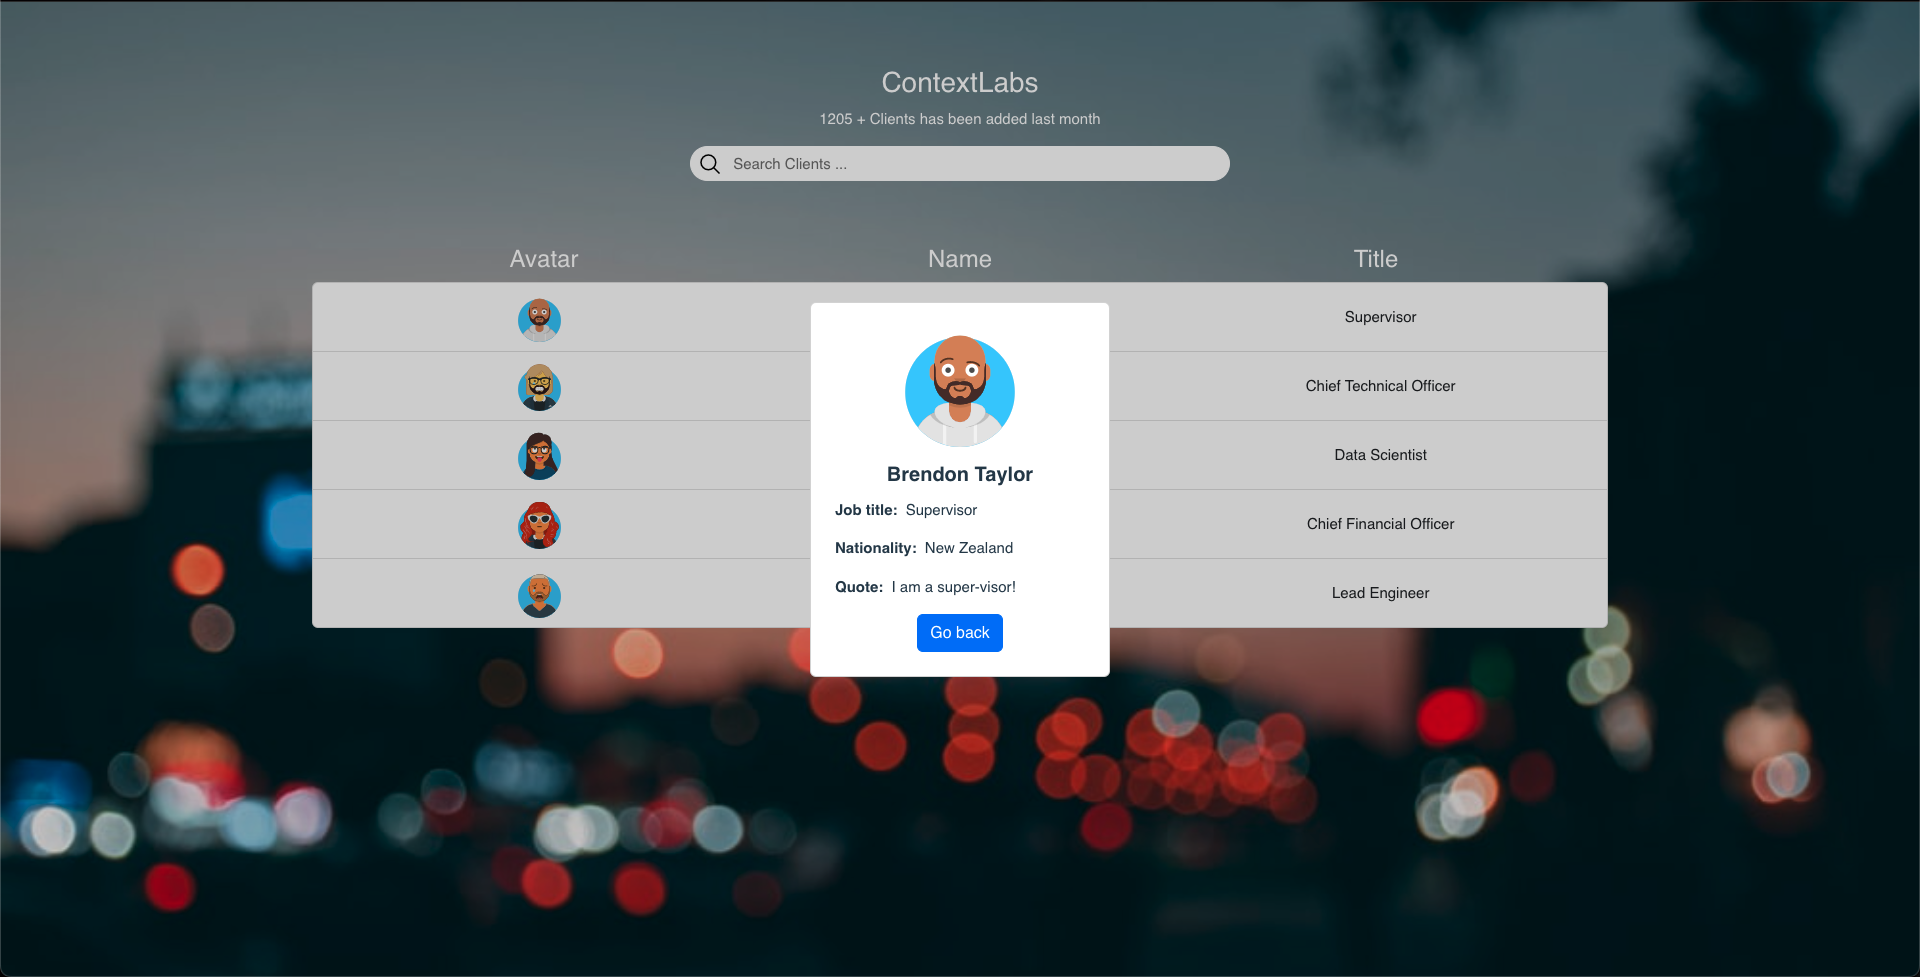 ContextLabs
1205 + Clients has been added last month
Search Clients ...
Avatar
Name
Title
Supervisor
Chief Technical Officer
Data Scientist
Chief Financial Officer
Lead Engineer
Brendon Taylor
Job title: Supervisor
Nationality: New Zealand
Quote: I am a super-visor!
Go back